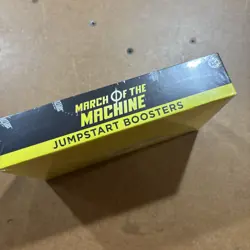 MARCH OF THE
MACHINE
JUMPSTART BOOSTERS